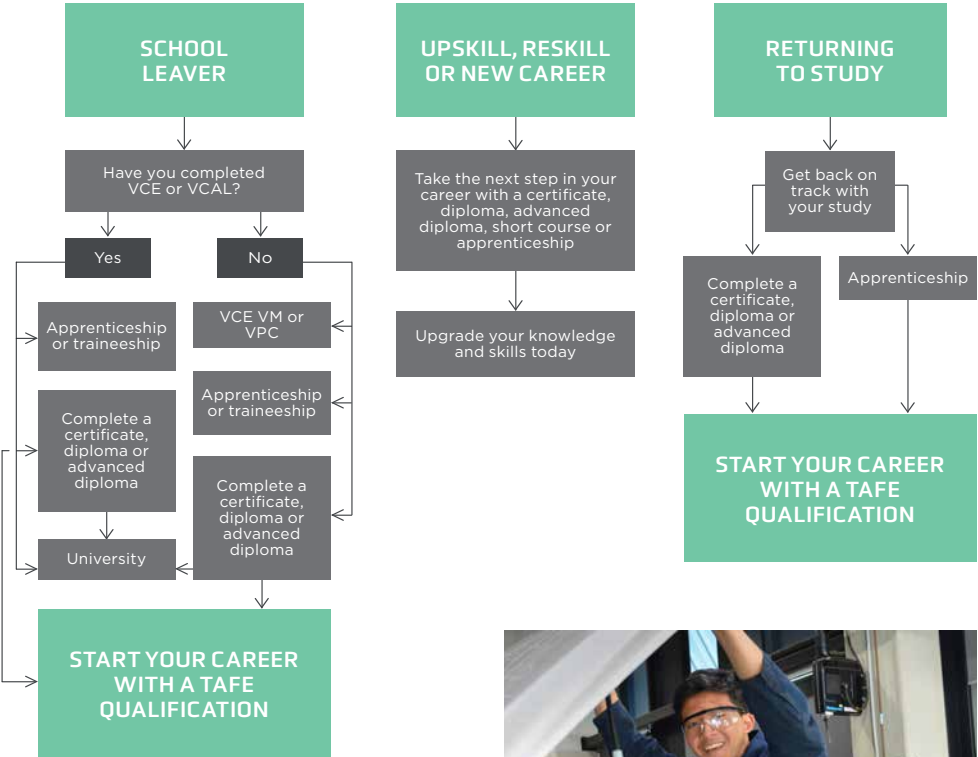 SCHOOL
LEAVER
Have you completed
VCE or VCAL?
Yes
No
Apprenticeship
or traineeship
Complete a
certificate,
diploma or
advanced
diploma
University
VCE VM or
VPC
Apprenticeship
or traineeship
Complete a
certificate,
diploma or
advanced
diploma
START YOUR CAREER
WITH A TAFE
QUALIFICATION
UPSKILL, RESKILL
OR NEW CAREER
Take the next step in your
career with a certificate,
diploma, advanced
diploma, short course or
apprenticeship
Upgrade your knowledge
and skills today
RETURNING
TO STUDY
Get back on
track with
your study
Complete a
certificate,
diploma or
advanced
diploma
Apprenticeship
START YOUR CAREER
WITH A TAFE
QUALIFICATION